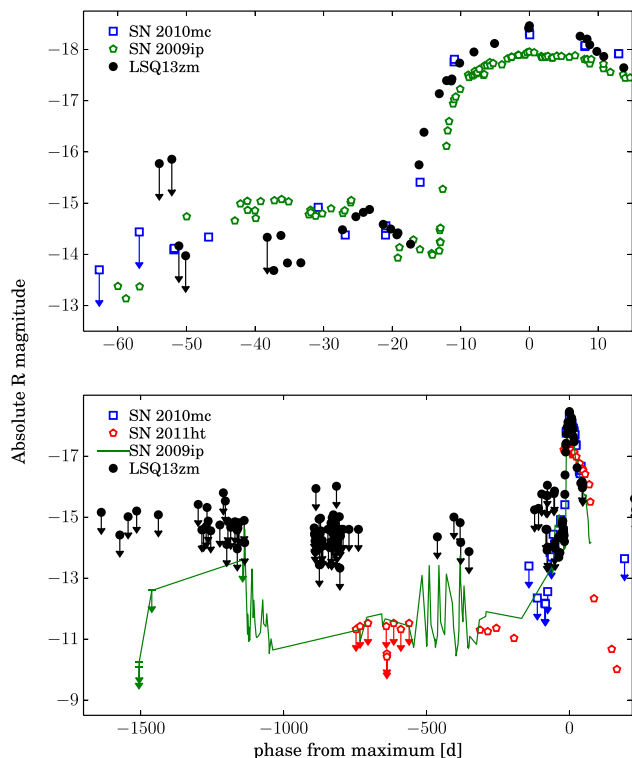 SN 2010mc
SN 2009ip
LSQ13zm
−18
−17
−16
−15
−14
−13
−60 −50 −40 −30 −20 −10 0 10
Absolute R magnitude
SN 2010mc
SN 2011ht
SN 2009ip
LSQ13zm
−17
−15
−13
−11
−9
−1500 −1000 −500 0
phase from maximum [d]